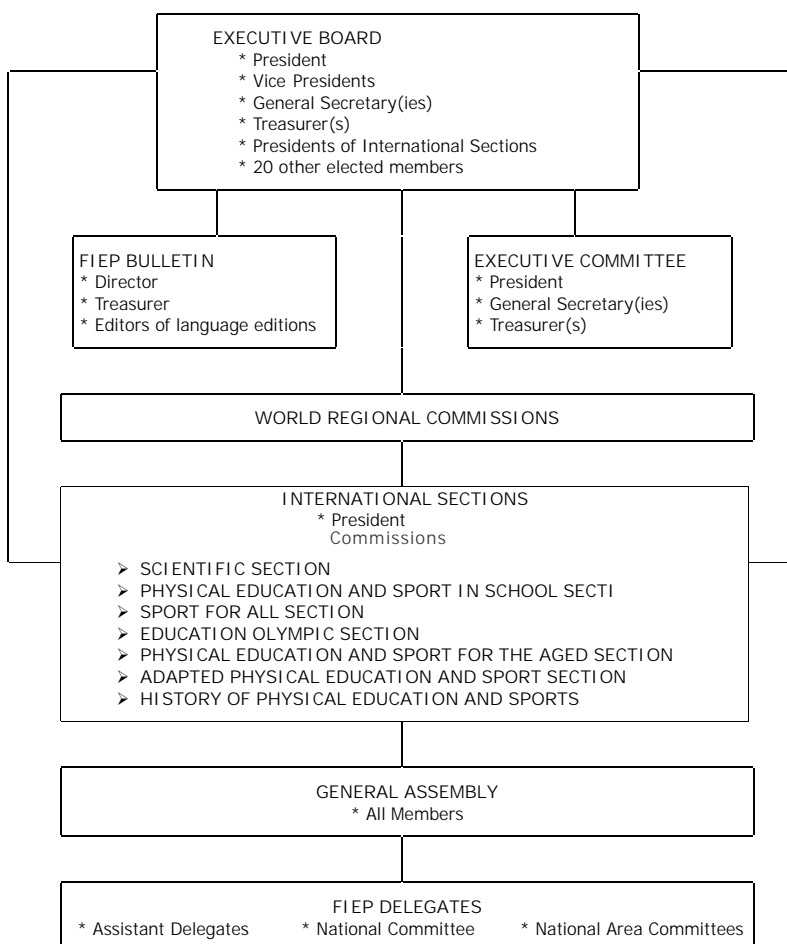 EXECUTIVE BOARD
* President
* Vice Presidents
* General Secretary(ies)
* Treasurer(s)
* Presidents of International Sections
* 20 other elected members
FIEP BULLETIN
* Director
* Treasurer
* Editors of language editions
EXECUTIVE COMMITTEE
* President
* General Secretary(ies)
* Treasurer(s)
WORLD REGIONAL COMMISSIONS
INTERNATIONAL SECTIONS
* President
Commissions
➢ SCIENTIFIC SECTION
➢ PHYSICAL EDUCATION AND SPORT IN SCHOOL SECTI
➢ SPORT FOR ALL SECTION
➢ EDUCATION OLYMPIC SECTION
➢ PHYSICAL EDUCATION AND SPORT FOR THE AGED SECTION
➢ ADAPTED PHYSICAL EDUCATION AND SPORT SECTION
➢ HISTORY OF PHYSICAL EDUCATION AND SPORTS
GENERAL ASSEMBLY
* All Members
FIEP DELEGATES
* Assistant Delegates * National Committee * National Area Committees